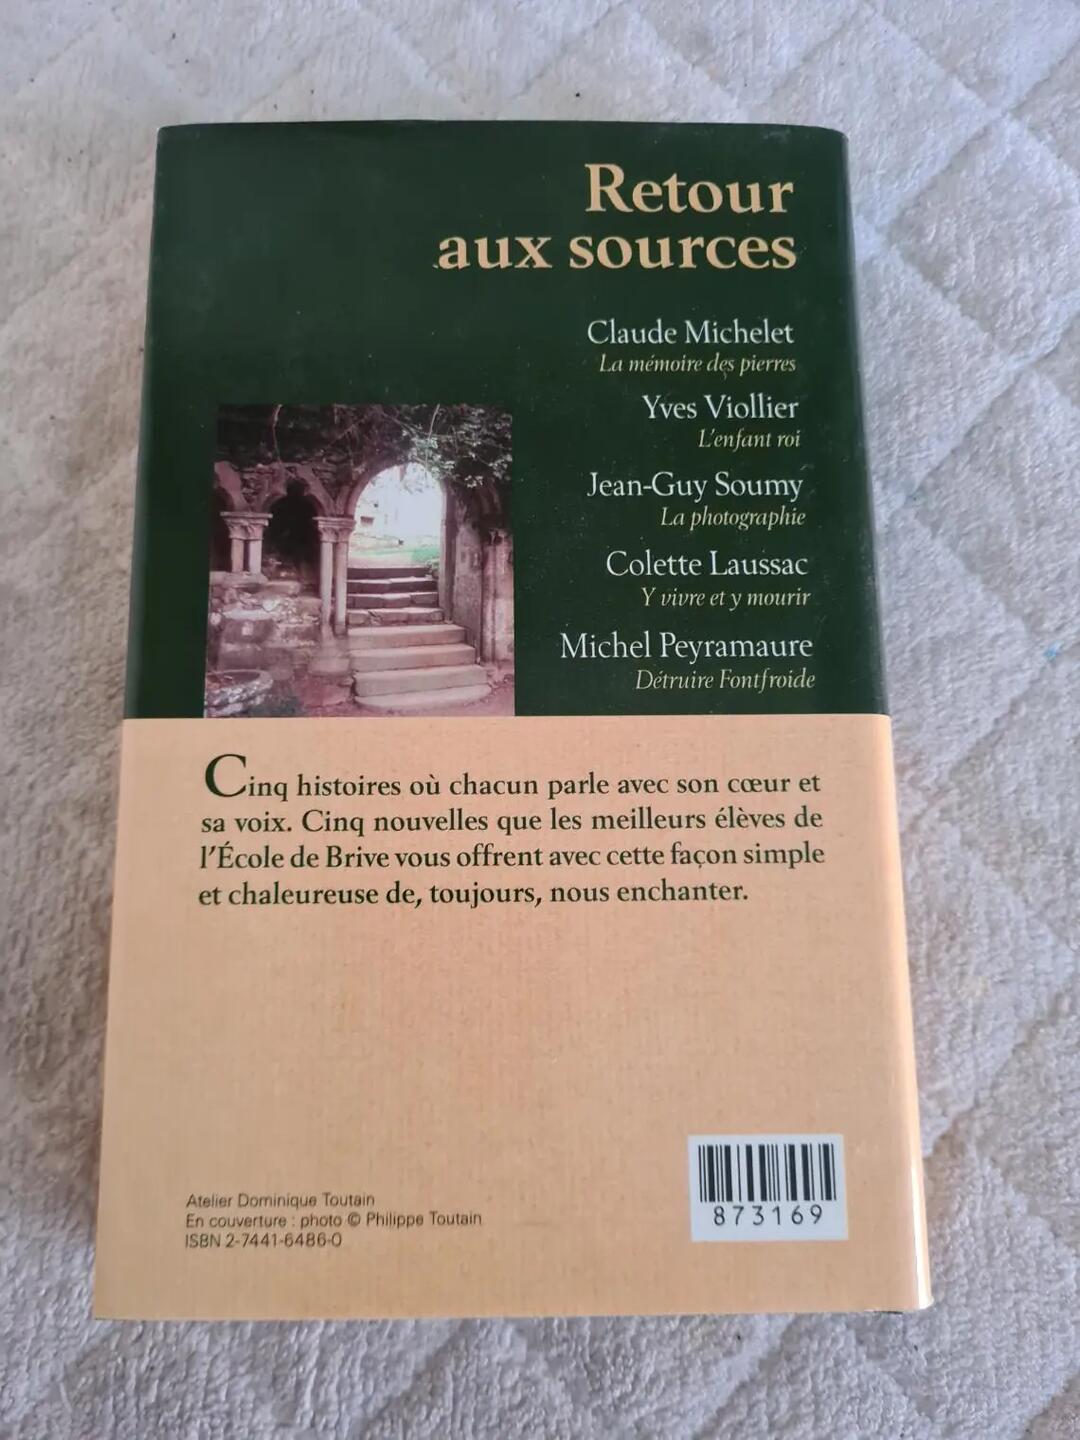 Retour
aux sources
Claude Michelet
La mémoire des pierres
Yves Viollier
L'enfant roi
Jean-Guy Soumy
La photographie
Colette Laussac
Y vivre et y mourir
Michel Peyramaure
Détruire Fontfroide
Cinq histoires où chacun parle avec son cœur et
sa voix. Cinq nouvelles que les meilleurs élèves de
l'École de Brive vous offrent avec cette façon simple
et chaleureuse de, toujours, nous enchanter.
Atelier Dominique Toutain
En couverture : photo © Philippe Toutain
ISBN 2-7441-6486-0
873169